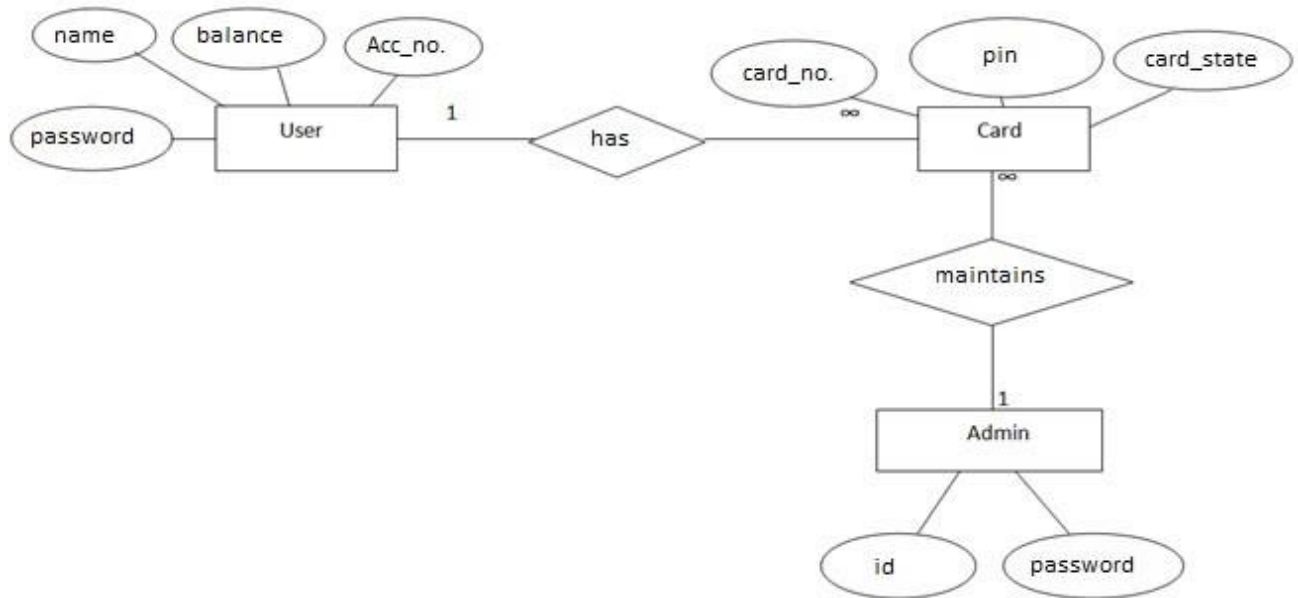 name
balance
Acc_no.
password
User
1
has
∞
card_no.
pin
card_state
Card
∞
maintains
1
Admin
id
password